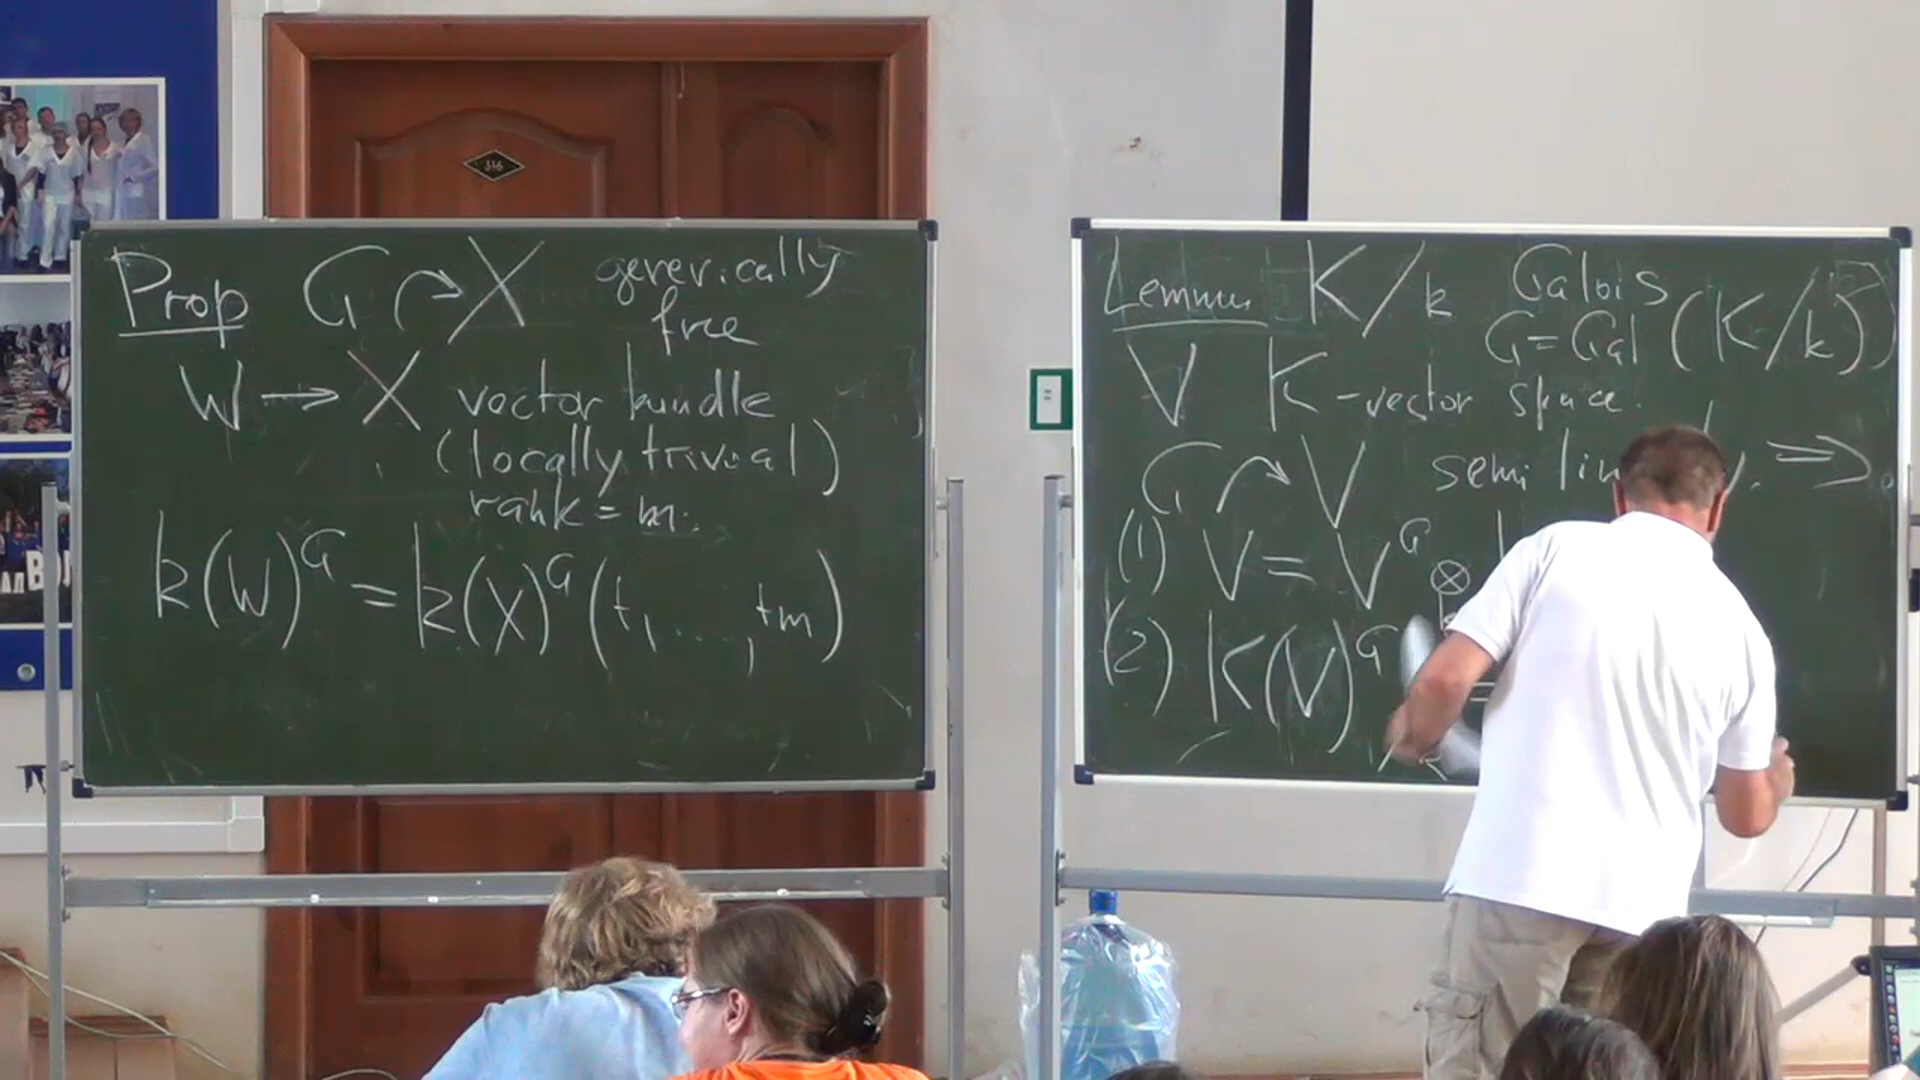 316
Prop G ↷ X generically
free
W → X vector bundle
(locally trivial)
rank = m.
k(W)^G = k(X)^G (t₁, ..., tm)
Lemma K/k Galois
G = Gal (K/k)
V K-vector space.
G ↷ V semi lin ⇒
(1) V = V^G ⊗
(2) K(V)^G =